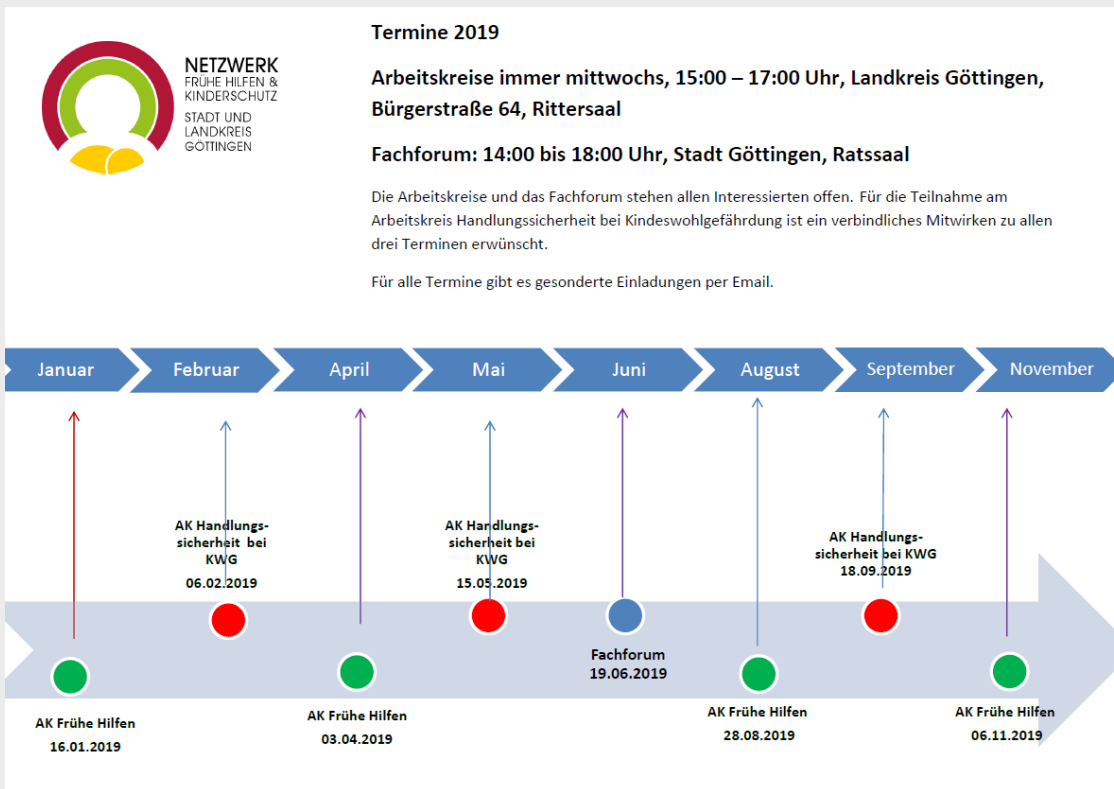 NETZWERK
FRÜHE HILFEN &
KINDERSCHUTZ
STADT UND
LANDKREIS
GÖTTINGEN
Termine 2019
Arbeitskreise immer mittwochs, 15:00 – 17:00 Uhr, Landkreis Göttingen,
Bürgerstraße 64, Rittersaal
Fachforum: 14:00 bis 18:00 Uhr, Stadt Göttingen, Ratssaal
Die Arbeitskreise und das Fachforum stehen allen Interessierten offen. Für die Teilnahme am
Arbeitskreis Handlungssicherheit bei Kindeswohlgefährdung ist ein verbindliches Mitwirken zu allen
drei Terminen erwünscht.
Für alle Termine gibt es gesonderte Einladungen per Email.
Januar
Februar
April
Mai
Juni
August
September
November
AK Handlungs-
sicherheit bei
KWG
06.02.2019
AK Handlungs-
sicherheit bei
KWG
15.05.2019
AK Handlungs-
sicherheit bei KWG
18.09.2019
Fachforum
19.06.2019
AK Frühe Hilfen
16.01.2019
AK Frühe Hilfen
03.04.2019
AK Frühe Hilfen
28.08.2019
AK Frühe Hilfen
06.11.2019